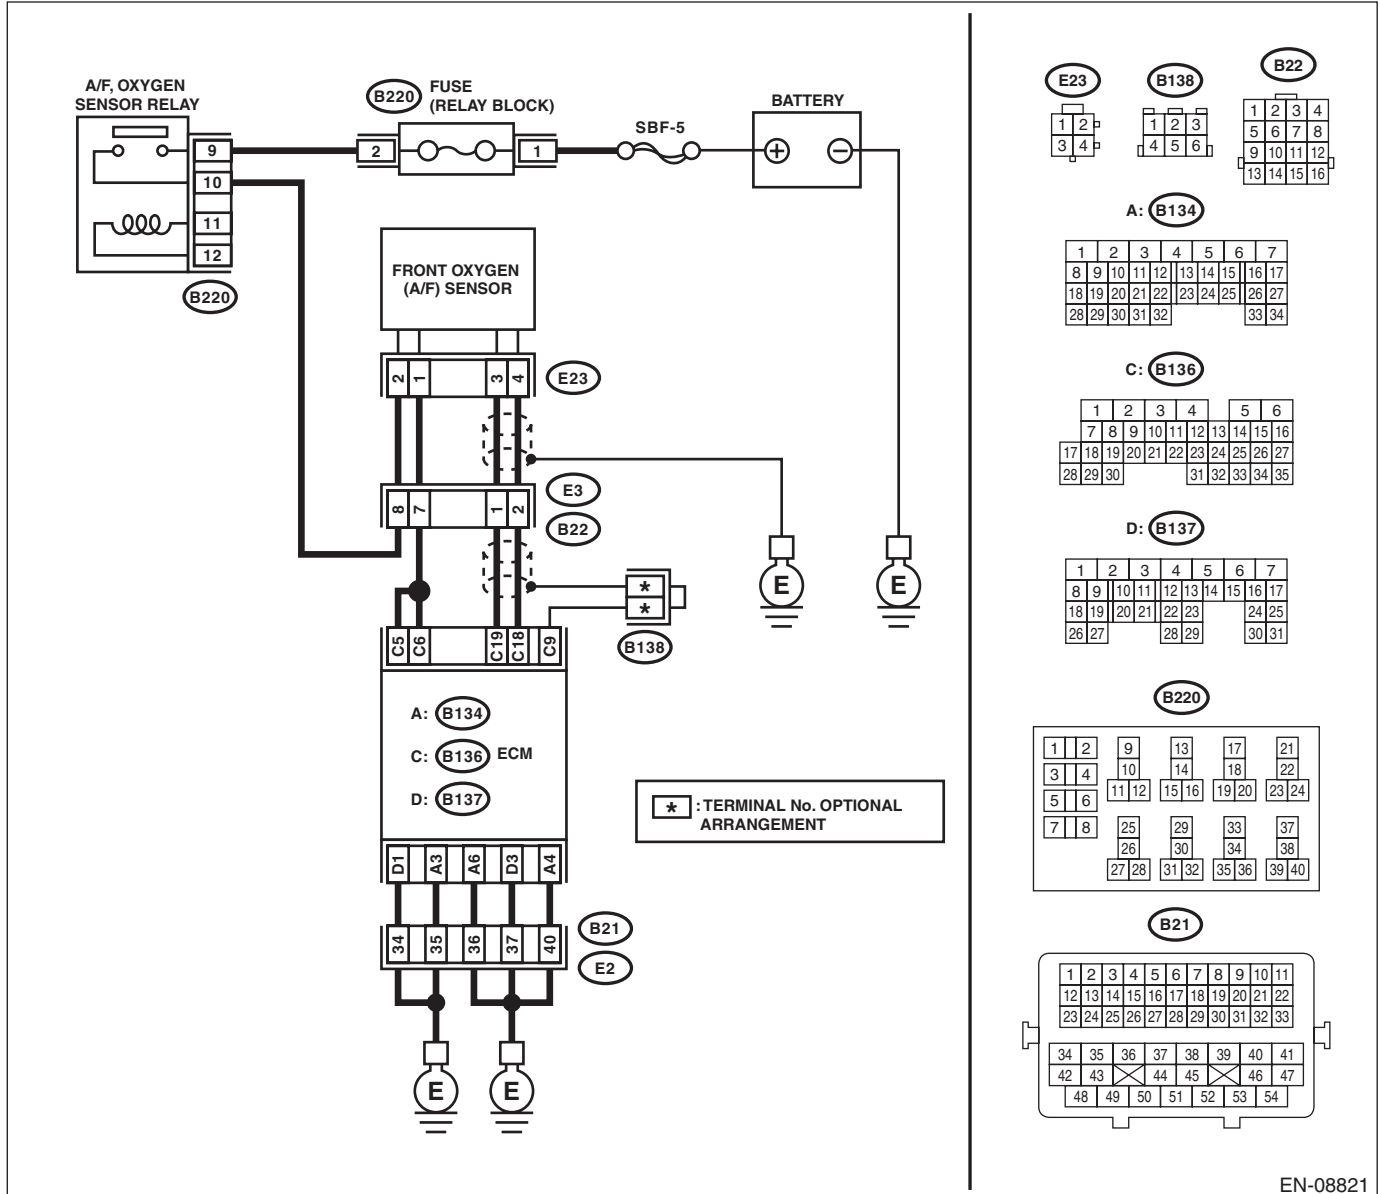 A/F, OXYGEN
SENSOR RELAY
9
10
11
12
B220
B220
FUSE
(RELAY BLOCK)
2
1
SBF-5
BATTERY
+
−
FRONT OXYGEN
(A/F) SENSOR
2 1 3 4
E23
8 7 1 2
E3
B22
E
E
*
*
B138
C5 C6 C19 C18 C9
A: B134
C: B136 ECM
D: B137
* : TERMINAL No. OPTIONAL
ARRANGEMENT
D1 A3 A6 D3 A4
34 35 36 37 40
B21
E2
E
E
E23
1 2
3 4
B138
1 2 3
4 5 6
B22
1 2 3 4
5 6 7 8
9 10 11 12
13 14 15 16
A: B134
1 2 3 4 5 6 7
8 9 10 11 12 13 14 15 16 17
18 19 20 21 22 23 24 25 26 27
28 29 30 31 32 33 34
C: B136
1 2 3 4 5 6
7 8 9 10 11 12 13 14 15 16
17 18 19 20 21 22 23 24 25 26 27
28 29 30 31 32 33 34 35
D: B137
1 2 3 4 5 6 7
8 9 10 11 12 13 14 15 16 17
18 19 20 21 22 23 24 25
26 27 28 29 30 31
B220
1 2 9 13 17 21
3 4 10 14 18 22
5 6 11 12 15 16 19 20 23 24
7 8 25 29 33 37
26 30 34 38
27 28 31 32 35 36 39 40
B21
1 2 3 4 5 6 7 8 9 10 11
12 13 14 15 16 17 18 19 20 21 22
23 24 25 26 27 28 29 30 31 32 33
34 35 36 37 38 39 40 41
42 43 44 45 46 47
48 49 50 51 52 53 54
EN-08821